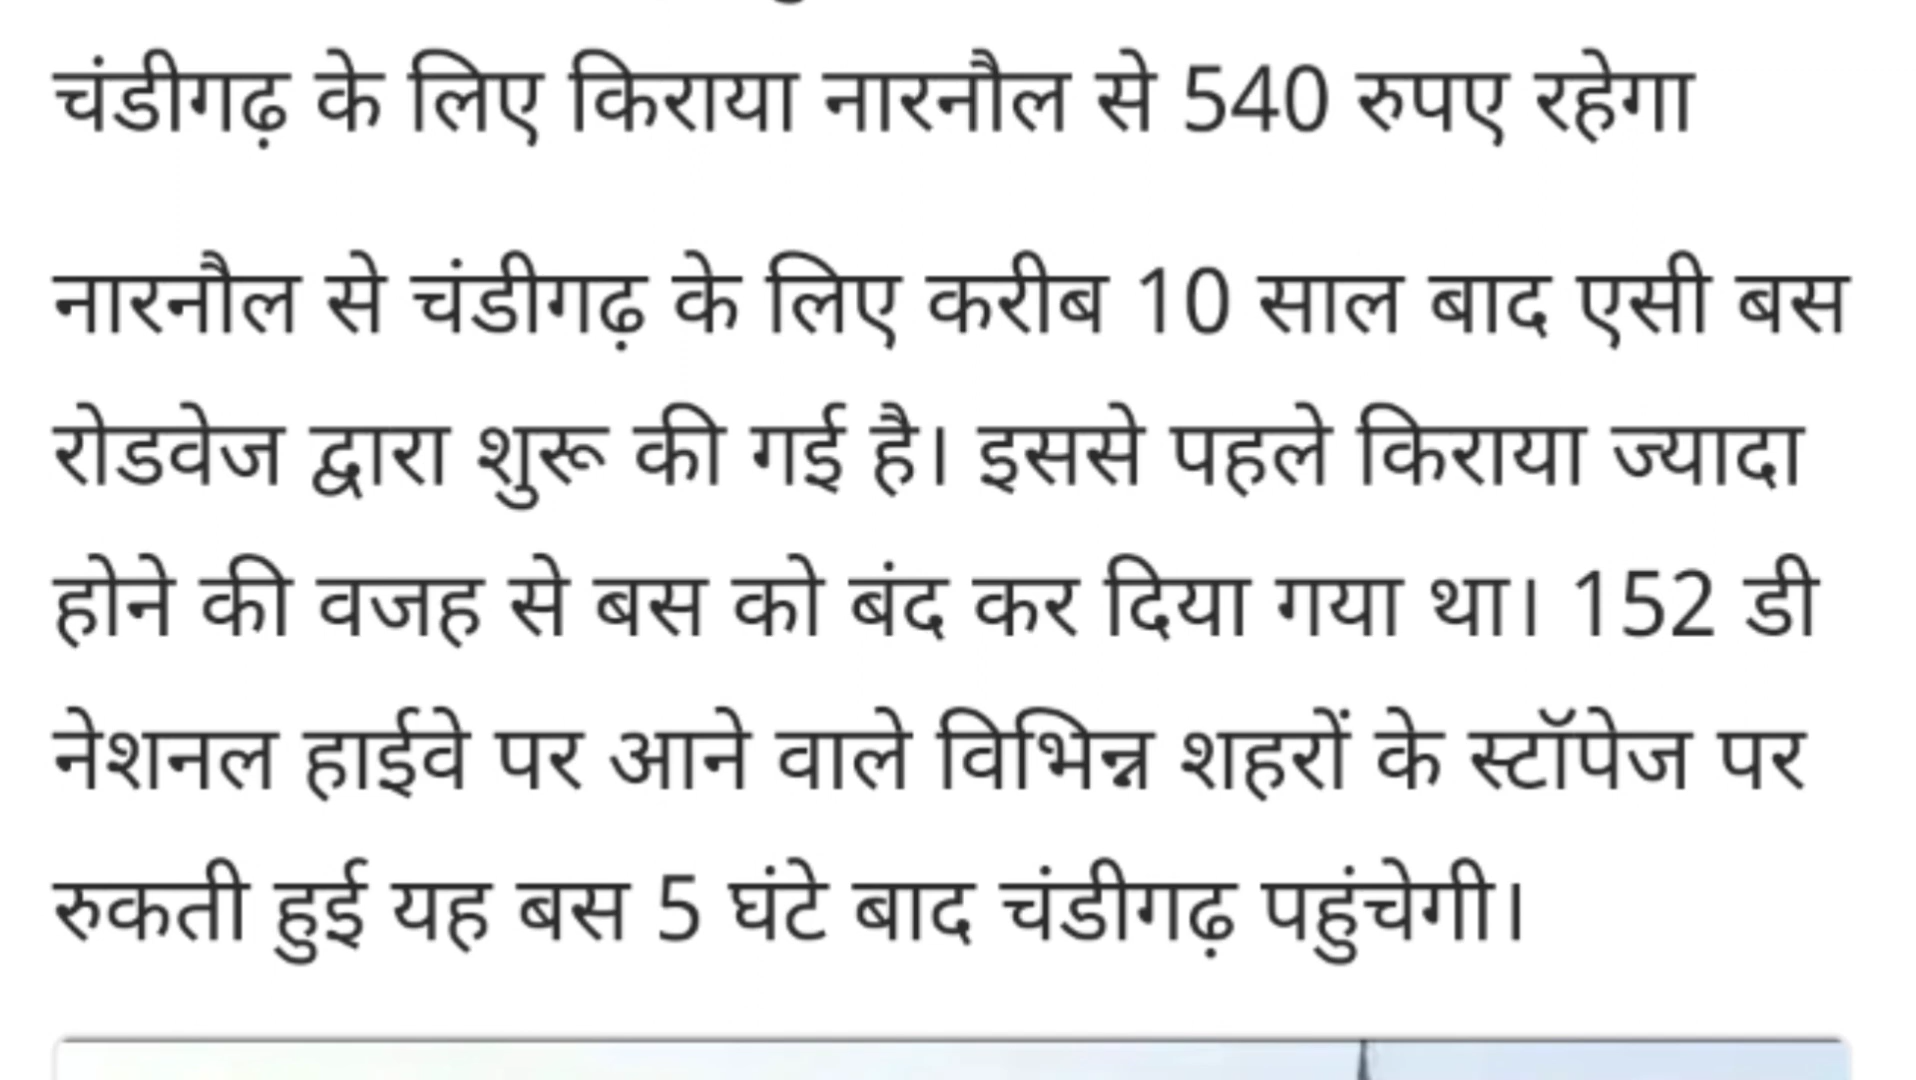 चंडीगढ़ के लिए किराया नारनौल से 540 रुपए रहेगा
नारनौल से चंडीगढ़ के लिए करीब 10 साल बाद एसी बस
रोडवेज द्वारा शुरू की गई है। इससे पहले किराया ज्यादा
होने की वजह से बस को बंद कर दिया गया था। 152 डी
नेशनल हाईवे पर आने वाले विभिन्न शहरों के स्टॉपेज पर
रुकती हुई यह बस 5 घंटे बाद चंडीगढ़ पहुंचेगी।